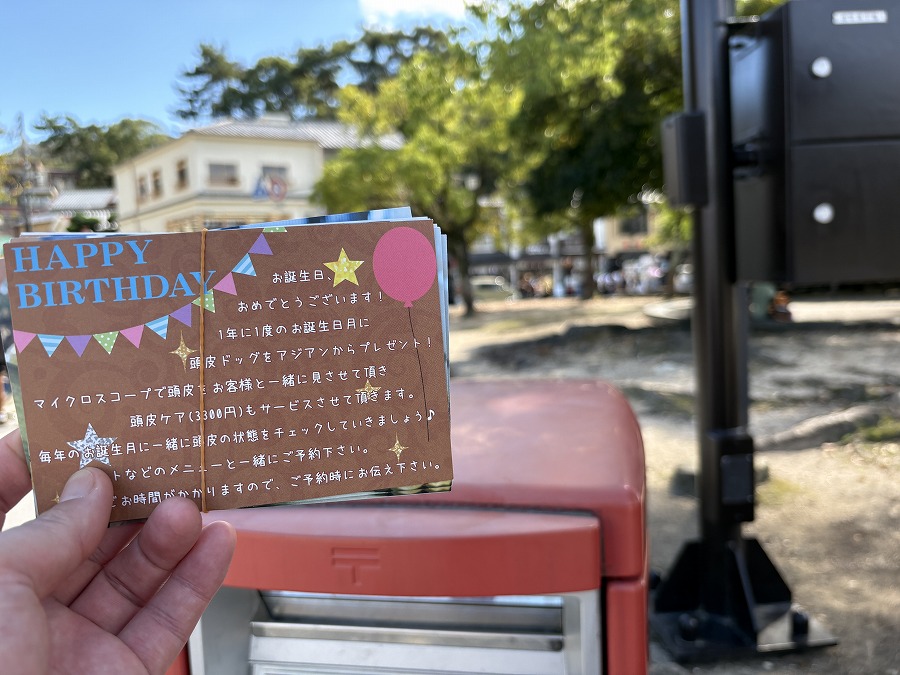 HAPPY
BIRTHDAY
お誕生日、
おめでとうございます!
1年に1度のお誕生日月に
頭皮ドッグをアジアンからプレゼント!
マイクロスコープで頭皮をお客様と一緒に見させて頂き
頭皮ケア(3300円)もサービスさせて頂きます。
毎年のお誕生月に一緒に頭皮の状態をチェックしていきましょう♪
トなどのメニューと一緒にご予約下さい。
どお時間がかかりますので、ご予約時にお伝え下さい。
〒